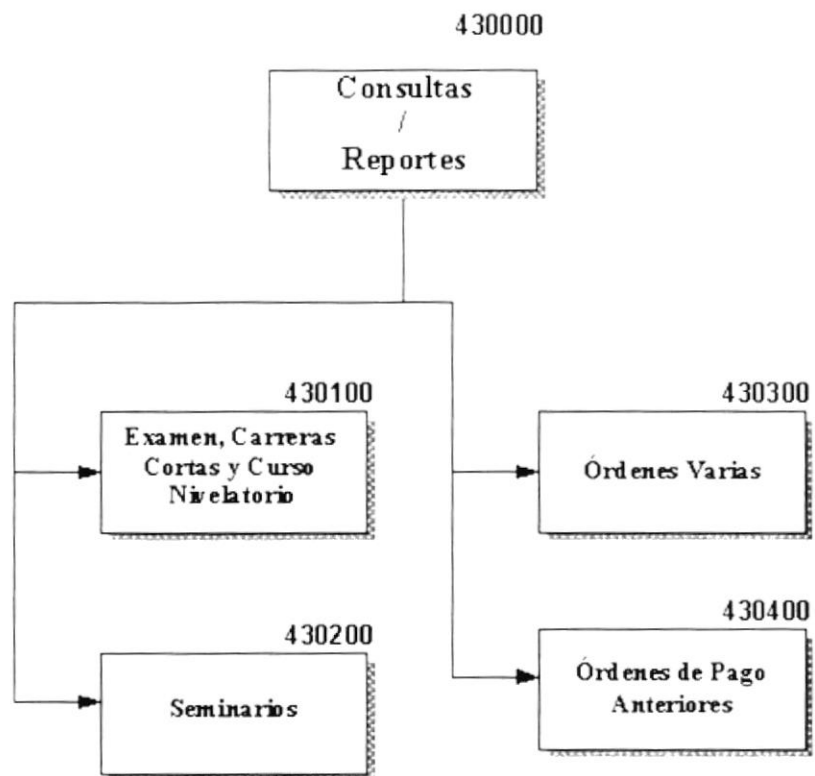 430000
Consultas
/
Reportes
430100
Examen, Carreras
Cortas y Curso
Nivelatorio
430200
Seminarios
430300
Órdenes Varias
430400
Órdenes de Pago
Anteriores